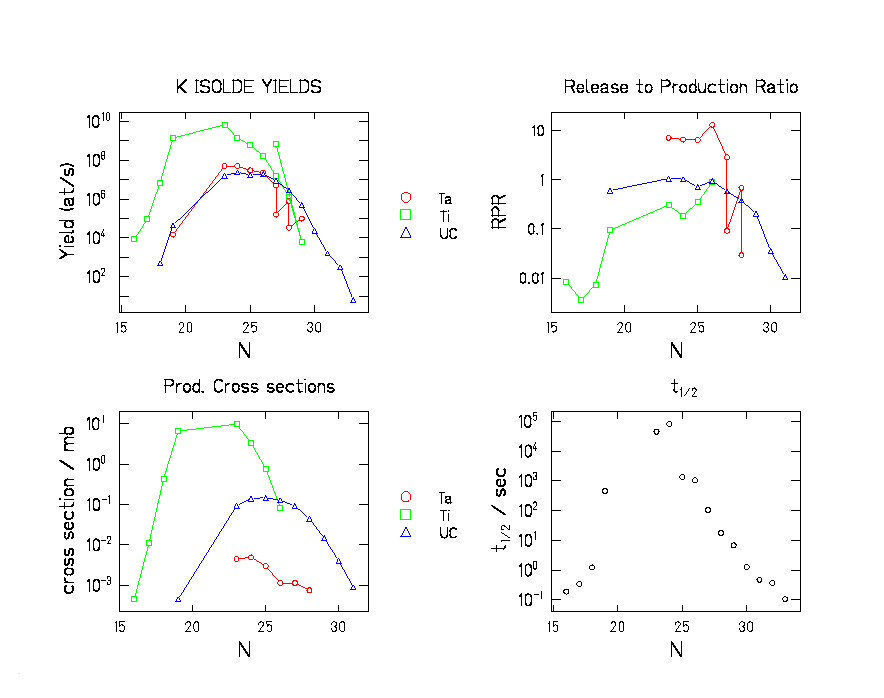 K ISOLDE YIELDS
Yield (at/s)
10^10
10^8
10^6
10^4
10^2
15 20 25 30
N
Ta
Ti
UC
Release to Production Ratio
RPR
10
1
0.1
0.01
15 20 25 30
N
Prod. Cross sections
cross section / mb
10^1
10^0
10^-1
10^-2
10^-3
15 20 25 30
N
Ta
Ti
UC
t1/2
t1/2 / sec
10^5
10^4
10^3
10^2
10^1
10^0
10^-1
15 20 25 30
N